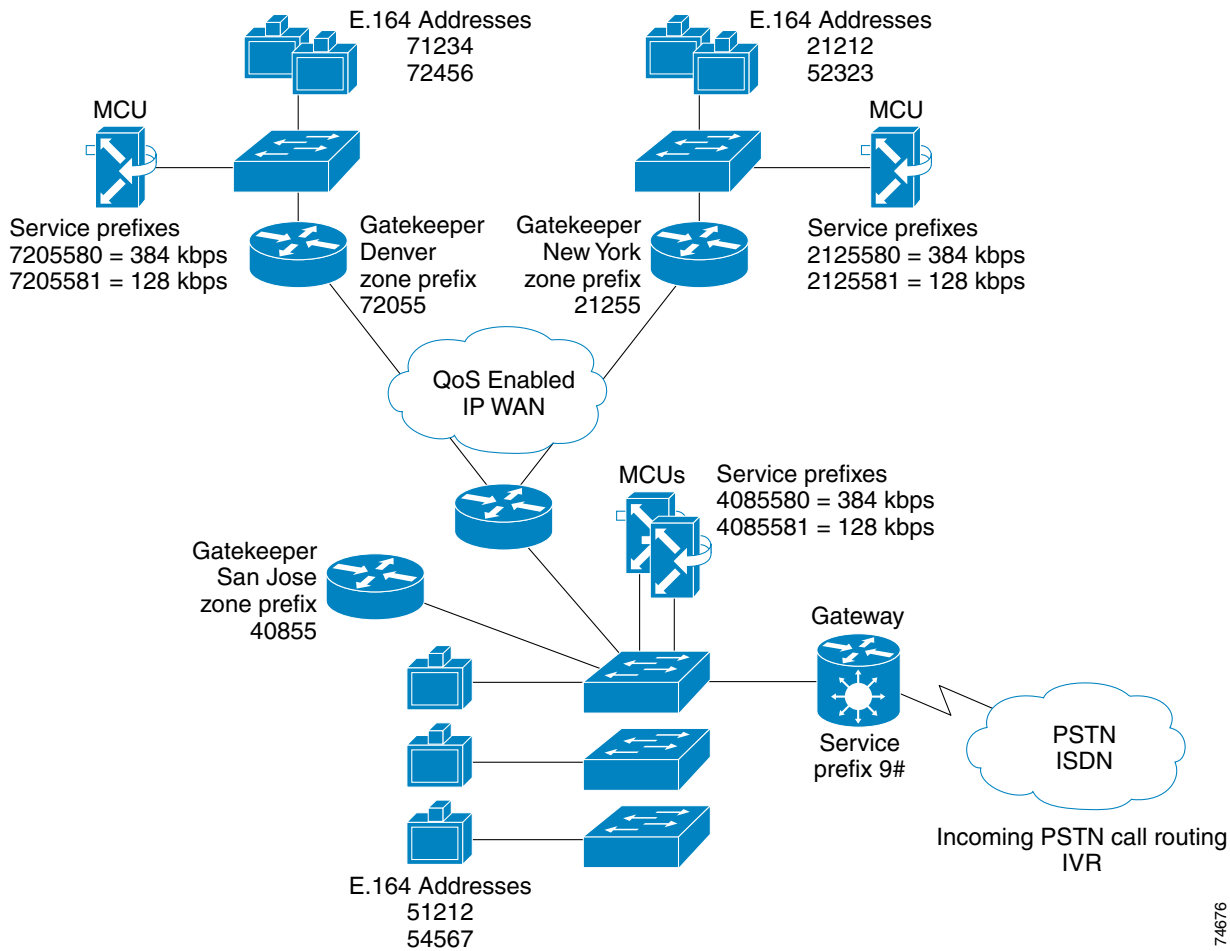 E.164 Addresses
71234
72456
E.164 Addresses
21212
52323
MCU
MCU
Service prefixes
7205580 = 384 kbps
7205581 = 128 kbps
Gatekeeper
Denver
zone prefix
72055
Gatekeeper
New York
zone prefix
21255
Service prefixes
2125580 = 384 kbps
2125581 = 128 kbps
QoS Enabled
IP WAN
MCUs
Service prefixes
4085580 = 384 kbps
4085581 = 128 kbps
Gatekeeper
San Jose
zone prefix
40855
Gateway
Service
prefix 9#
PSTN
ISDN
Incoming PSTN call routing
IVR
E.164 Addresses
51212
54567
74676